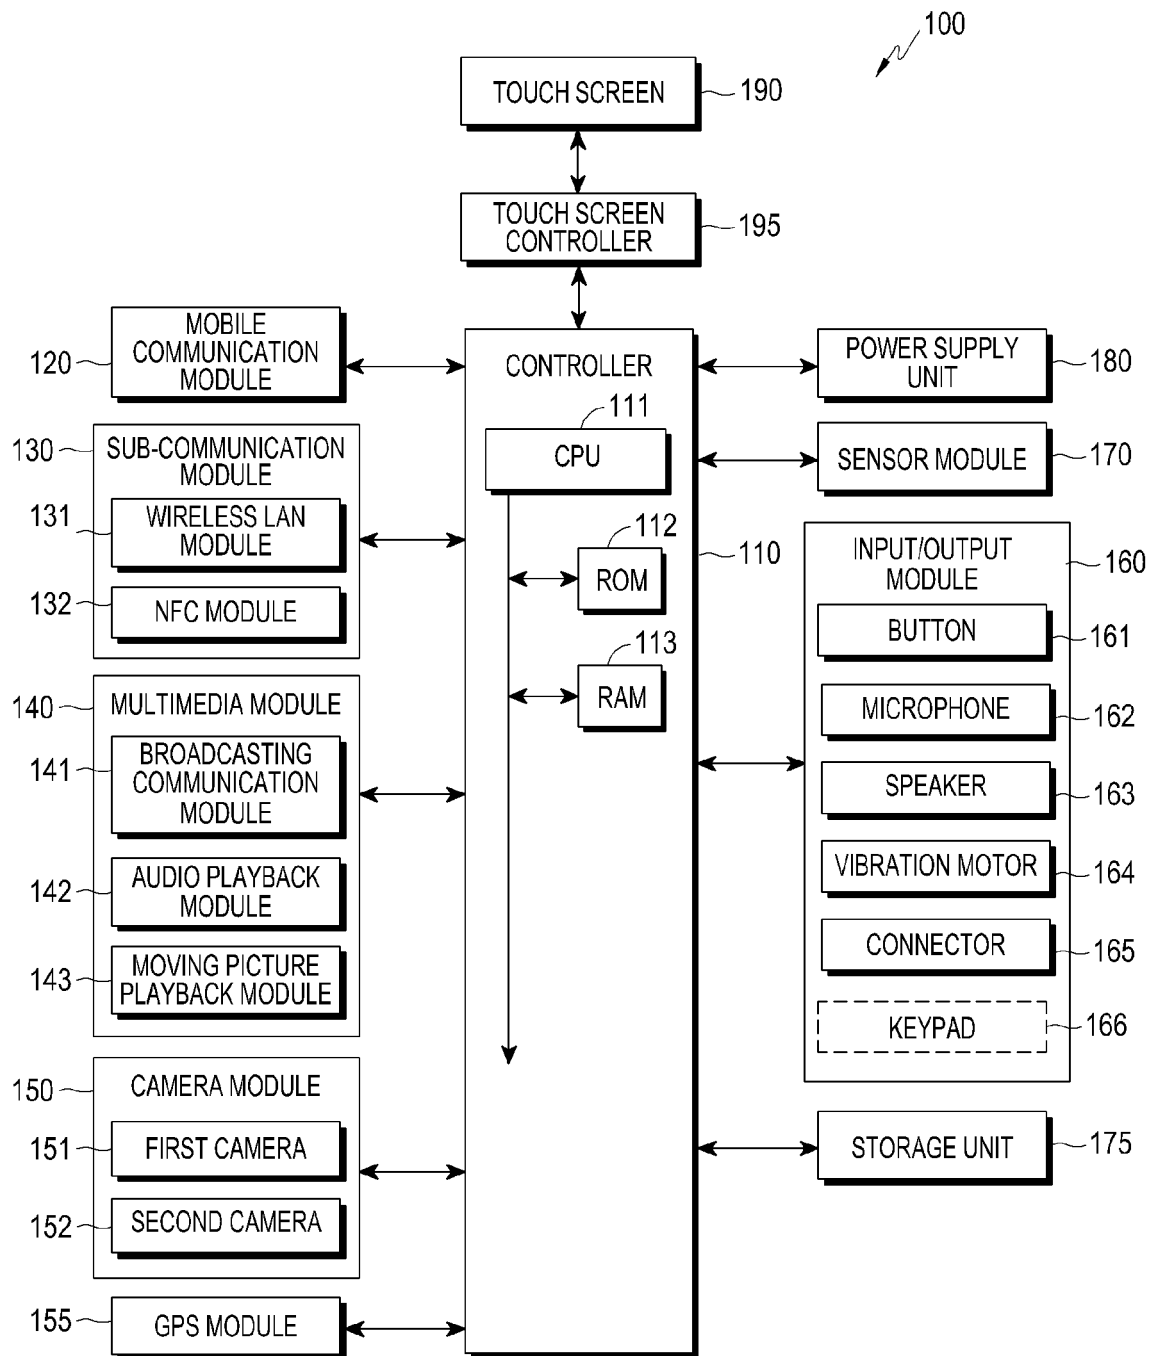 100
TOUCH SCREEN
190
TOUCH SCREEN
CONTROLLER
195
MOBILE
COMMUNICATION
MODULE
120
130
SUB-COMMUNICATION
MODULE
131
WIRELESS LAN
MODULE
132
NFC MODULE
140
MULTIMEDIA MODULE
141
BROADCASTING
COMMUNICATION
MODULE
142
AUDIO PLAYBACK
MODULE
143
MOVING PICTURE
PLAYBACK MODULE
150
CAMERA MODULE
151
FIRST CAMERA
152
SECOND CAMERA
155
GPS MODULE
CONTROLLER
111
CPU
112
ROM
110
113
RAM
POWER SUPPLY
UNIT
180
SENSOR MODULE
170
INPUT/OUTPUT
MODULE
160
BUTTON
161
MICROPHONE
162
SPEAKER
163
VIBRATION MOTOR
164
CONNECTOR
165
KEYPAD
166
STORAGE UNIT
175